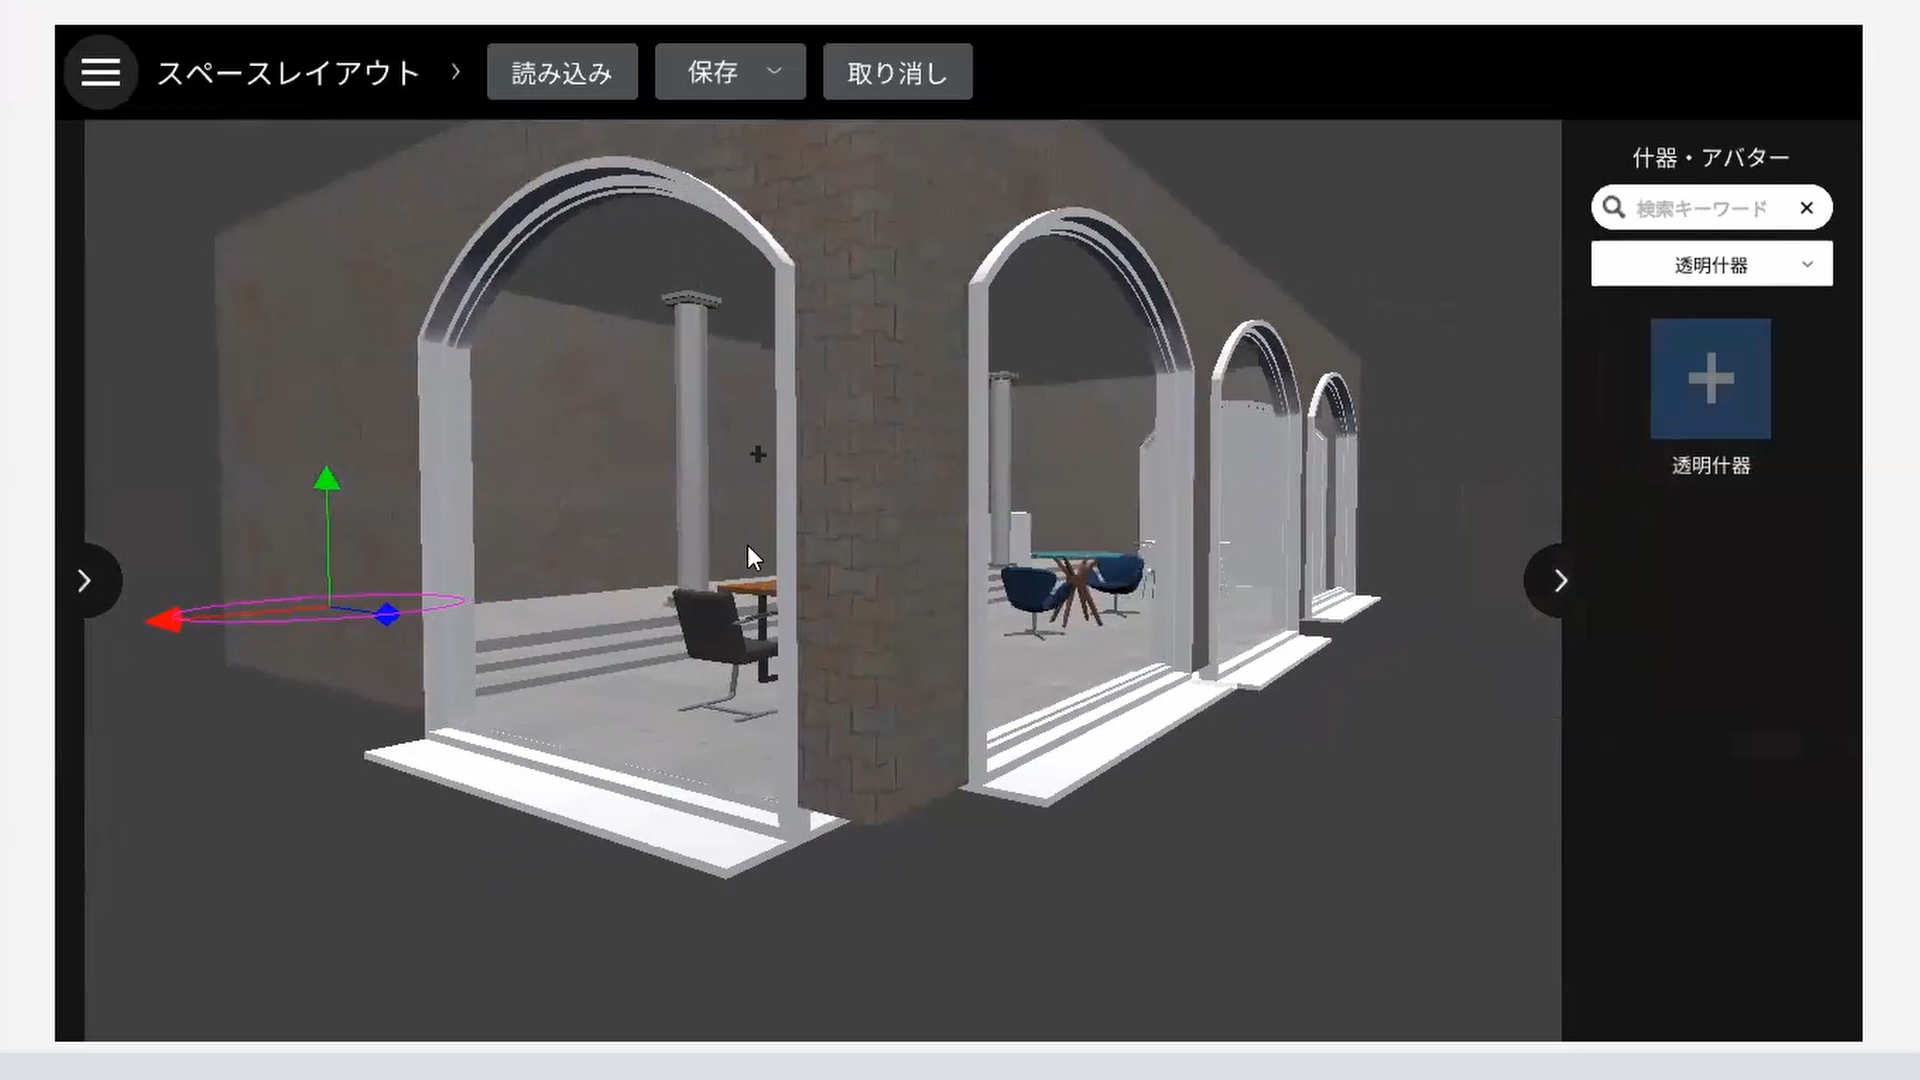 スペースレイアウト > 読み込み 保存 取り消し
什器・アバター
検索キーワード ×
透明什器
透明什器